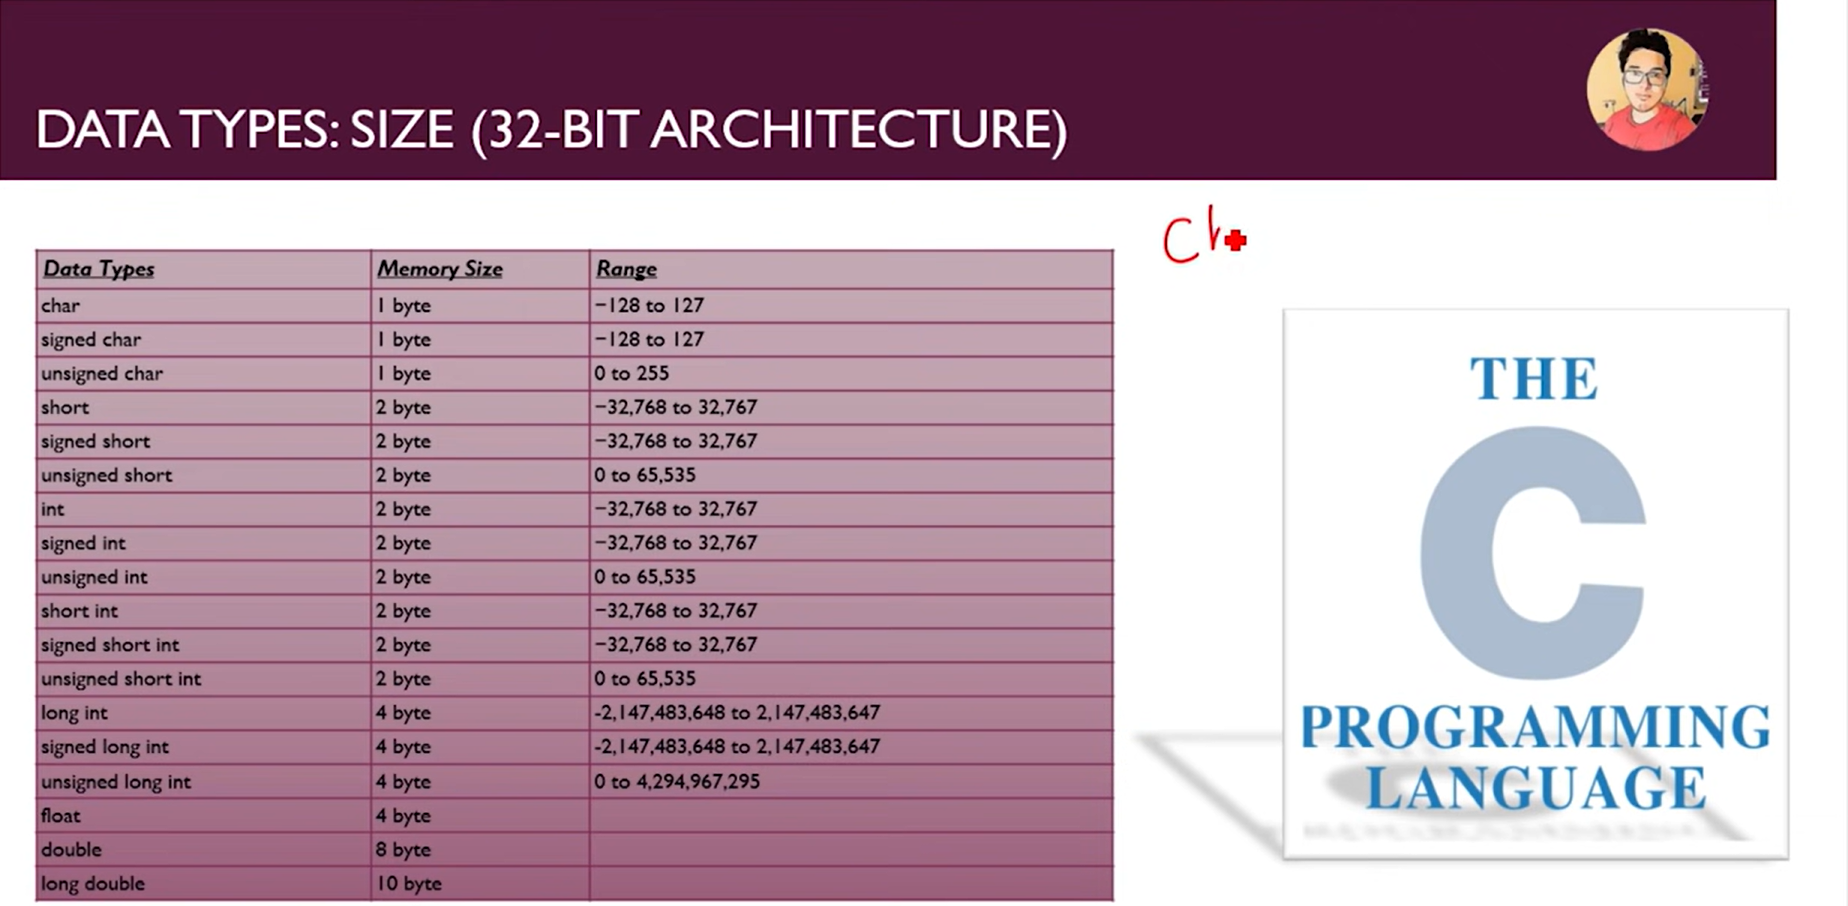 DATA TYPES: SIZE (32-BIT ARCHITECTURE)
Ch
Data Types Memory Size Range
char 1 byte −128 to 127
signed char 1 byte −128 to 127
unsigned char 1 byte 0 to 255
short 2 byte −32,768 to 32,767
signed short 2 byte −32,768 to 32,767
unsigned short 2 byte 0 to 65,535
int 2 byte −32,768 to 32,767
signed int 2 byte −32,768 to 32,767
unsigned int 2 byte 0 to 65,535
short int 2 byte −32,768 to 32,767
signed short int 2 byte −32,768 to 32,767
unsigned short int 2 byte 0 to 65,535
long int 4 byte -2,147,483,648 to 2,147,483,647
signed long int 4 byte -2,147,483,648 to 2,147,483,647
unsigned long int 4 byte 0 to 4,294,967,295
float 4 byte
double 8 byte
long double 10 byte
THE
C
PROGRAMMING
LANGUAGE